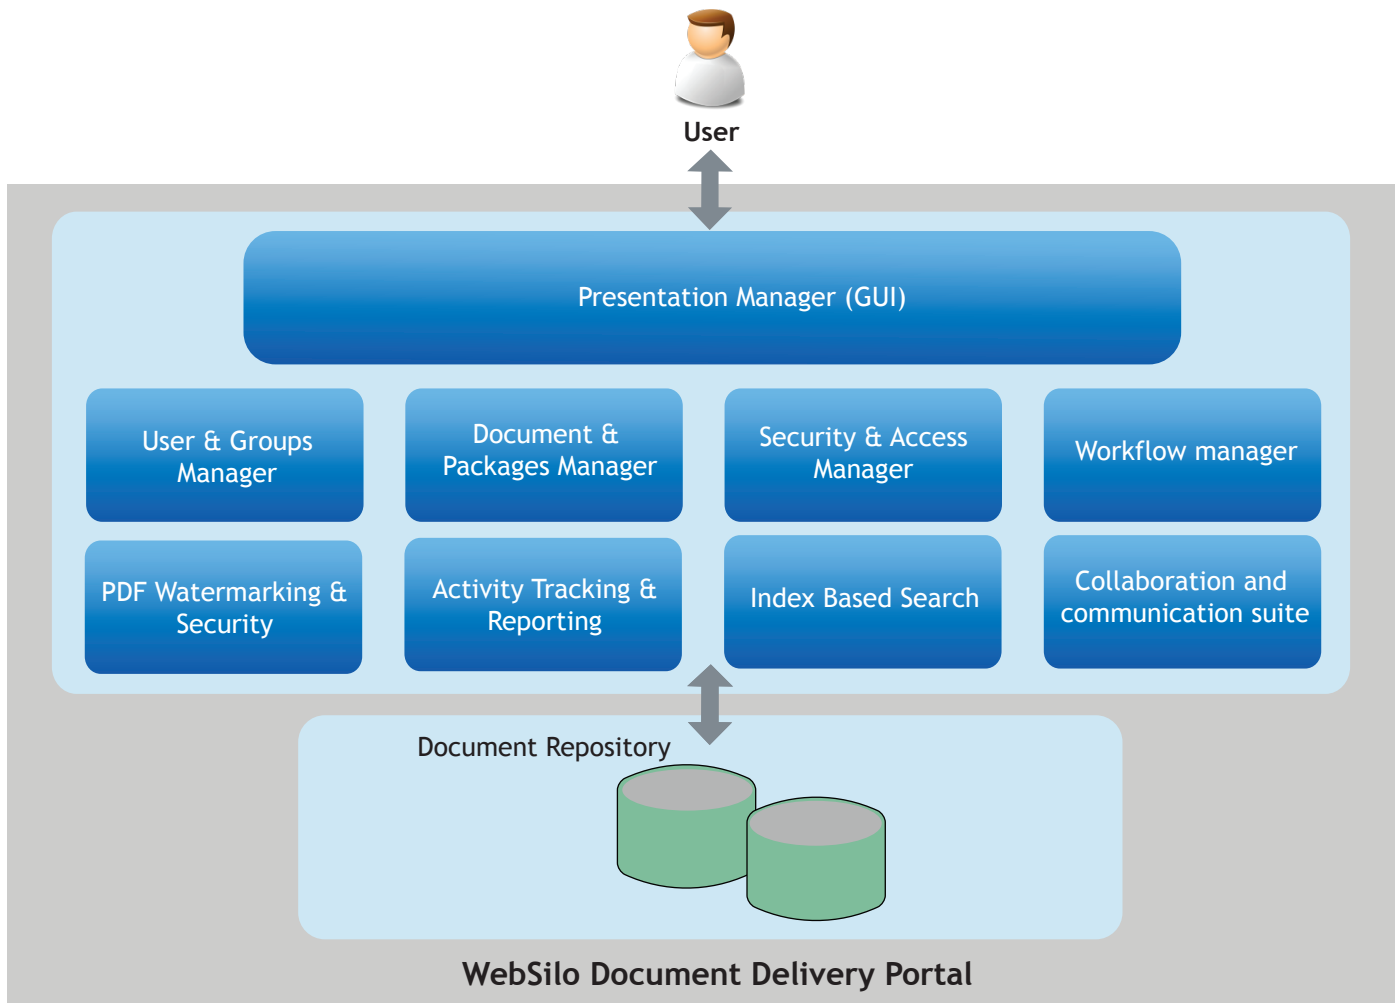 User
Presentation Manager (GUI)
User & Groups
Manager
Document &
Packages Manager
Security & Access
Manager
Workflow manager
PDF Watermarking &
Security
Activity Tracking &
Reporting
Index Based Search
Collaboration and
communication suite
Document Repository
WebSilo Document Delivery Portal